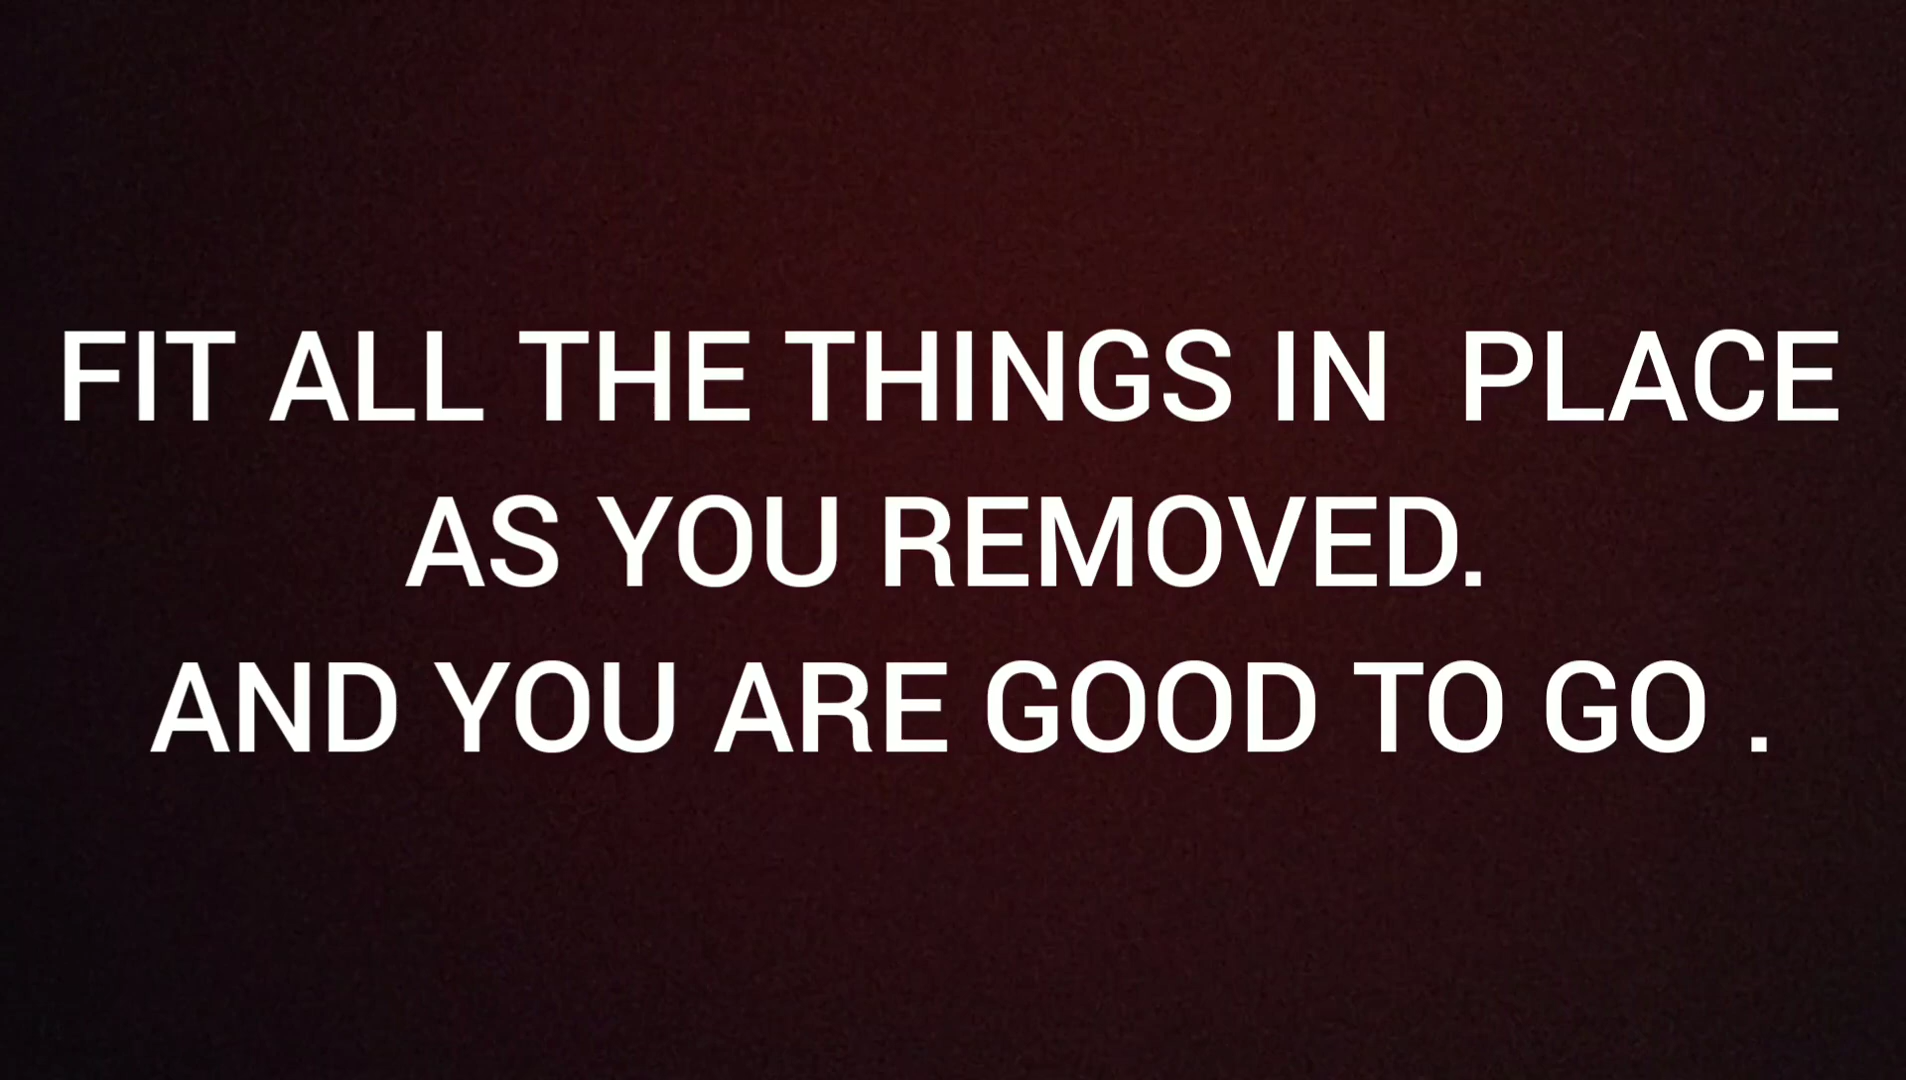 FIT ALL THE THINGS IN  PLACE
AS YOU REMOVED.
AND YOU ARE GOOD TO GO .